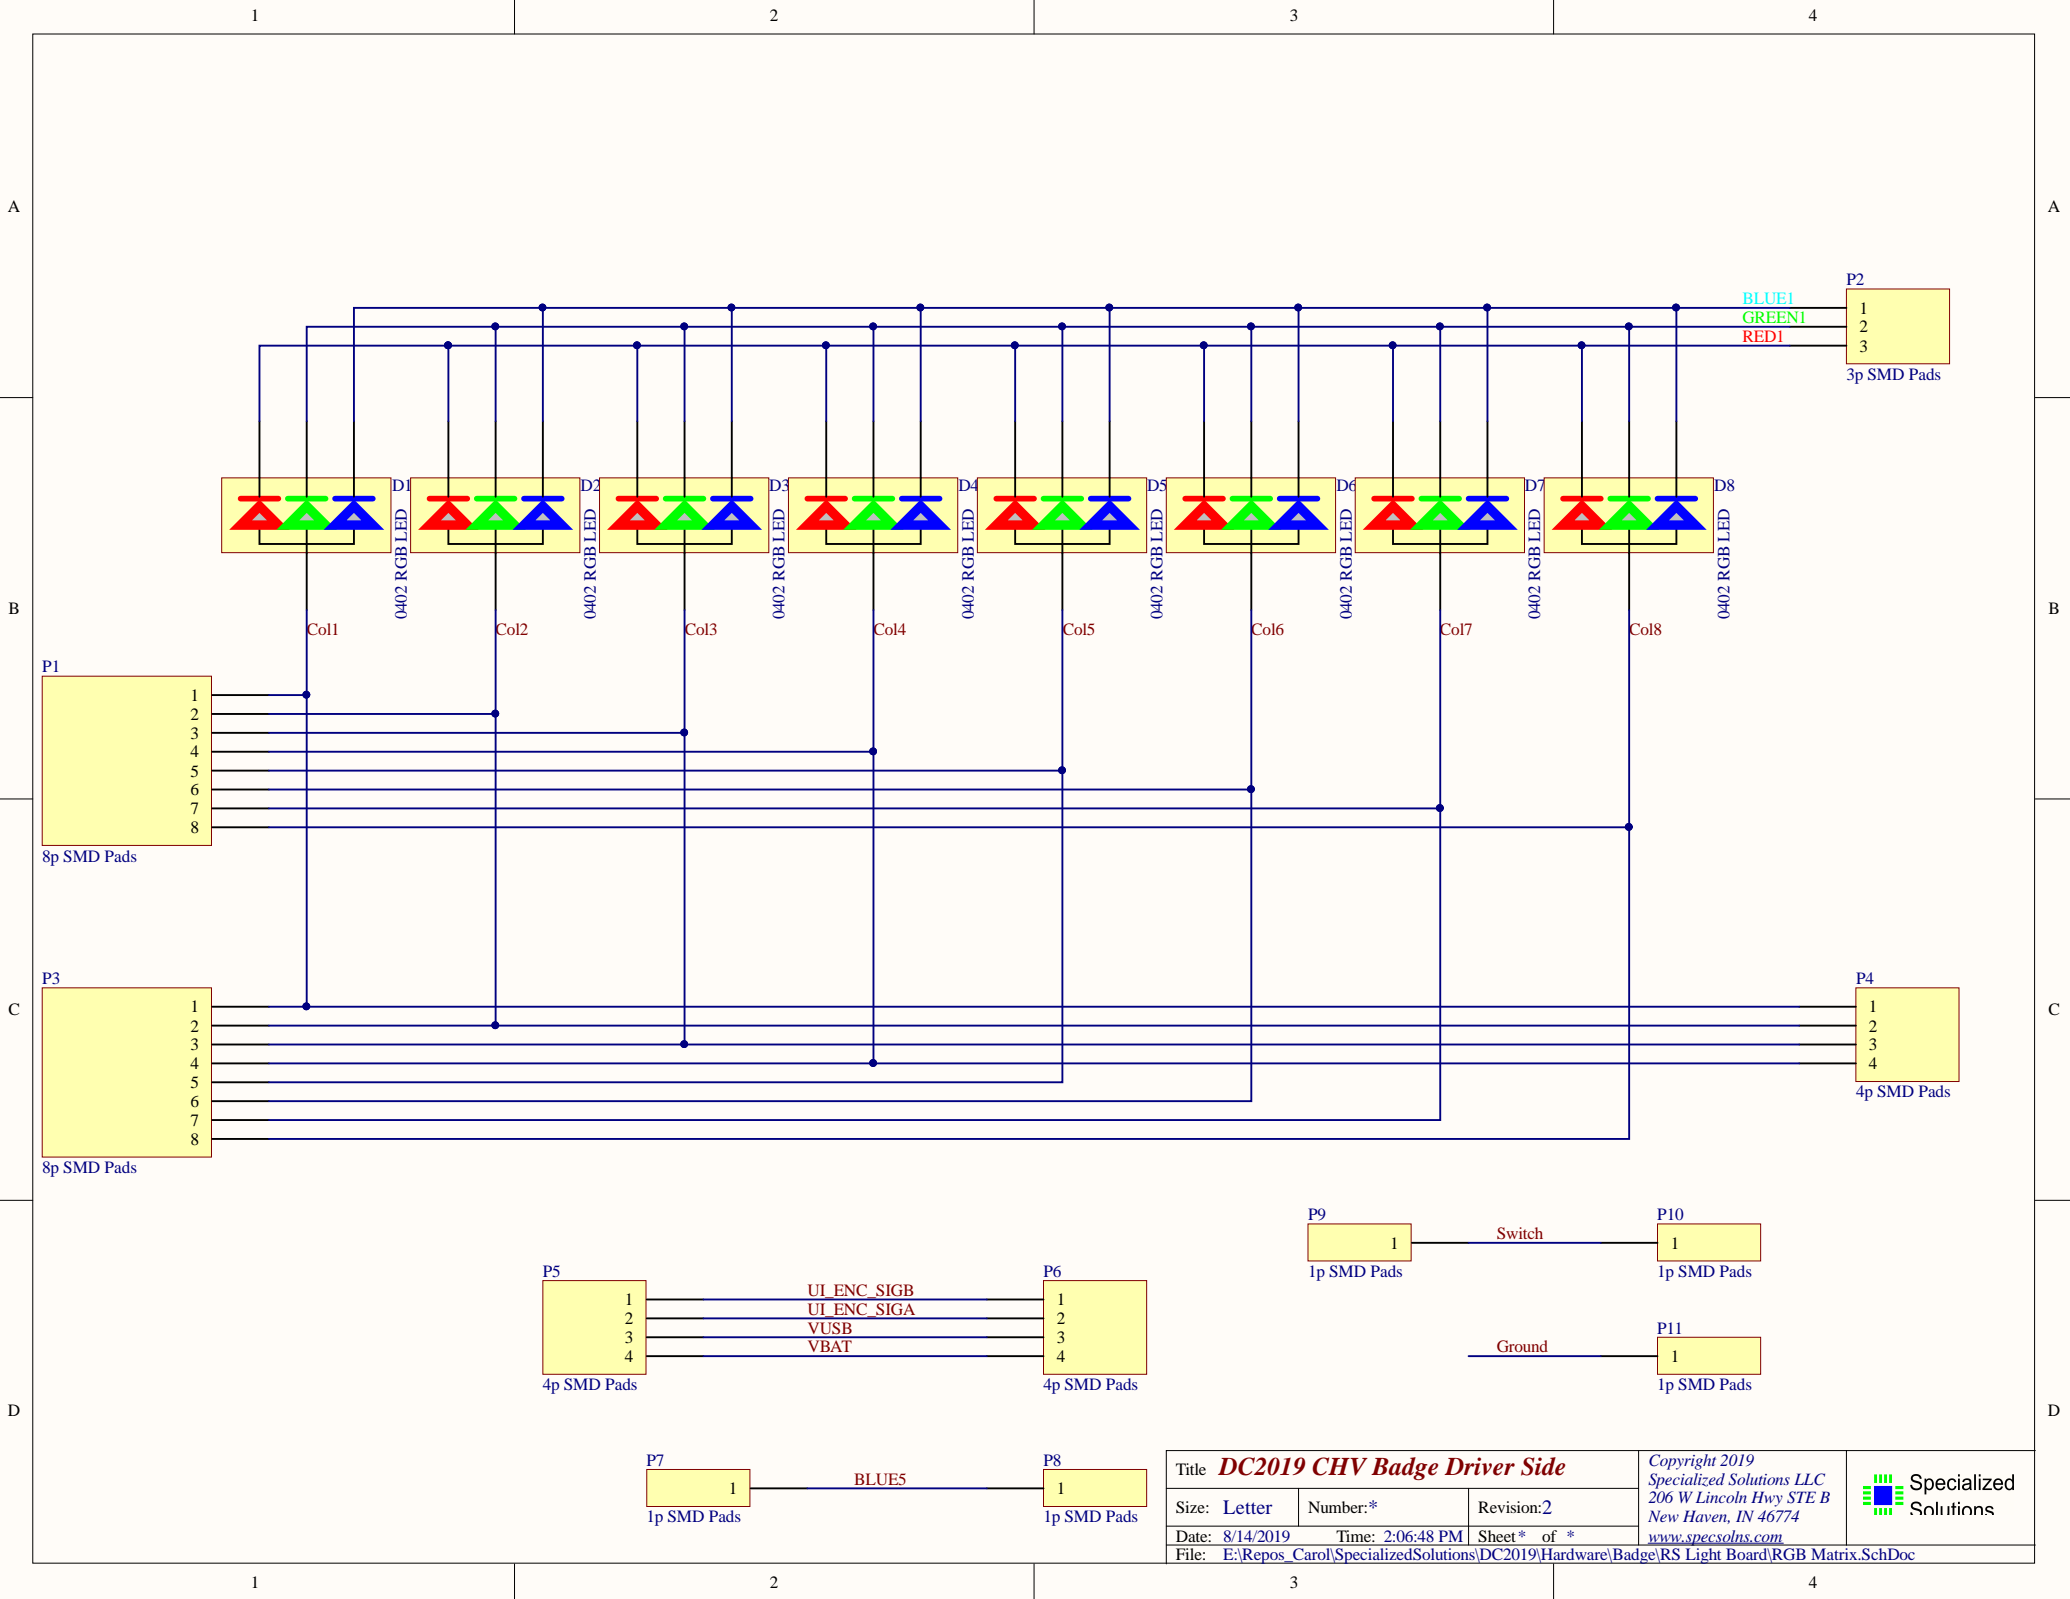 1 2 3 4
A A
P2
BLUE1 1
GREEN1 2
RED1 3
3p SMD Pads
D1 D2 D3 D4 D5 D6 D7 D8
0402 RGB LED 0402 RGB LED 0402 RGB LED 0402 RGB LED 0402 RGB LED 0402 RGB LED 0402 RGB LED 0402 RGB LED
B B
Col1 Col2 Col3 Col4 Col5 Col6 Col7 Col8
P1
1
2
3
4
5
6
7
8
8p SMD Pads
P3 P4
C C
1 1
2 2
3 3
4 4
5
6
7
8
4p SMD Pads
8p SMD Pads
P9 P10
1 Switch 1
1p SMD Pads 1p SMD Pads
P5 P6
1 UI_ENC_SIGB 1
2 UI_ENC_SIGA 2
3 VUSB 3
4 VBAT 4
4p SMD Pads 4p SMD Pads
P11
Ground 1
1p SMD Pads
D D
P7 P8
1 BLUE5 1
1p SMD Pads 1p SMD Pads
Title DC2019 CHV Badge Driver Side
Size: Letter Number:* Revision:2
Date: 8/14/2019 Time: 2:06:48 PM Sheet * of *
File: E:\Repos_Carol\SpecializedSolutions\DC2019\Hardware\Badge\RS Light Board\RGB Matrix.SchDoc
Copyright 2019
Specialized Solutions LLC
206 W Lincoln Hwy STE B
New Haven, IN 46774
www.specsolns.com
Specialized
Solutions
1 2 3 4